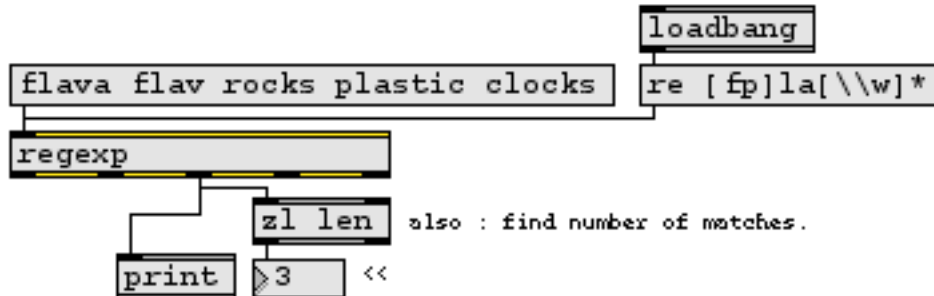 loadbang
flava flav rocks plastic clocks
re [fp]la[\\w]*
regexp
zl len
also : find number of matches.
print
3
<<